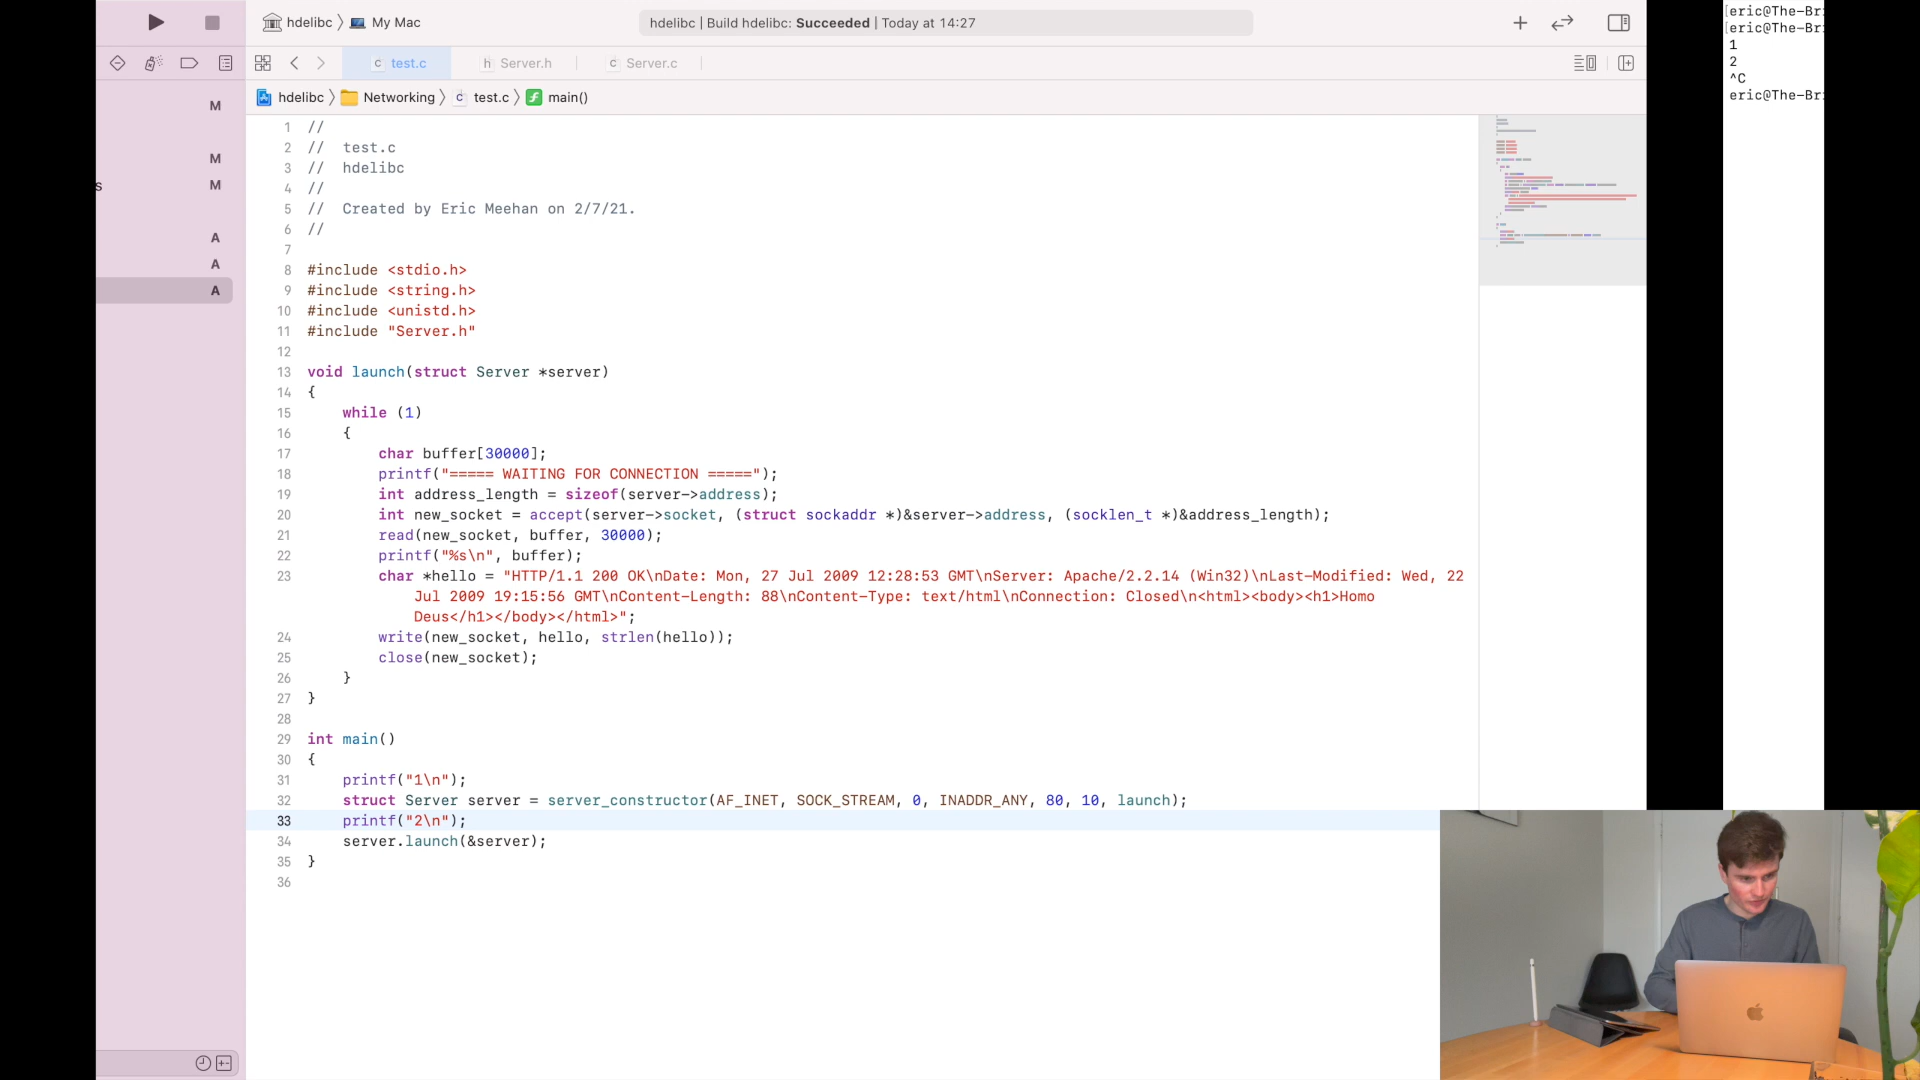 hdelibc 〉 My Mac
hdelibc | Build hdelibc: Succeeded | Today at 14:27
test.c
h Server.h
c Server.c
hdelibc 〉 Networking 〉 c test.c 〉 f main()
M
M
s M
A
A
A
1 //
2 //  test.c
3 //  hdelibc
4 //
5 //  Created by Eric Meehan on 2/7/21.
6 //
7
8 #include <stdio.h>
9 #include <string.h>
10 #include <unistd.h>
11 #include "Server.h"
12
13 void launch(struct Server *server)
14 {
15     while (1)
16     {
17         char buffer[30000];
18         printf("===== WAITING FOR CONNECTION =====");
19         int address_length = sizeof(server->address);
20         int new_socket = accept(server->socket, (struct sockaddr *)&server->address, (socklen_t *)&address_length);
21         read(new_socket, buffer, 30000);
22         printf("%s\n", buffer);
23         char *hello = "HTTP/1.1 200 OK\nDate: Mon, 27 Jul 2009 12:28:53 GMT\nServer: Apache/2.2.14 (Win32)\nLast-Modified: Wed, 22
Jul 2009 19:15:56 GMT\nContent-Length: 88\nContent-Type: text/html\nConnection: Closed\n<html><body><h1>Homo
Deus</h1></body></html>";
24         write(new_socket, hello, strlen(hello));
25         close(new_socket);
26     }
27 }
28
29 int main()
30 {
31     printf("1\n");
32     struct Server server = server_constructor(AF_INET, SOCK_STREAM, 0, INADDR_ANY, 80, 10, launch);
33     printf("2\n");
34     server.launch(&server);
35 }
36
[eric@The-Br
[eric@The-Br
1
2
^C
eric@The-Br